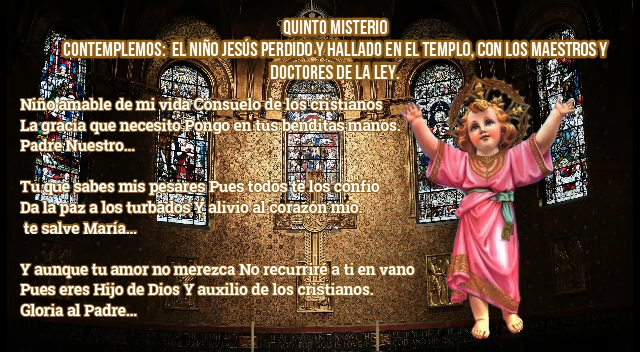 QUINTO MISTERIO
CONTEMPLEMOS: EL NIÑO JESÚS PERDIDO Y HALLADO EN EL TEMPLO, CON LOS MAESTROS Y
DOCTORES DE LA LEY.
Niño amable de mi vida Consuelo de los cristianos
La gracia que necesito Pongo en tus benditas manos.
Padre Nuestro...
Tu que sabes mis pesares Pues todos te los confio
Da la paz a los turbados Y alivio al corazón mio
te salve María...
Y aunque tu amor no merezca No recurriré a ti en vano
Pues eres Hijo de Dios Y auxilio de los cristianos.
Gloria al Padre...